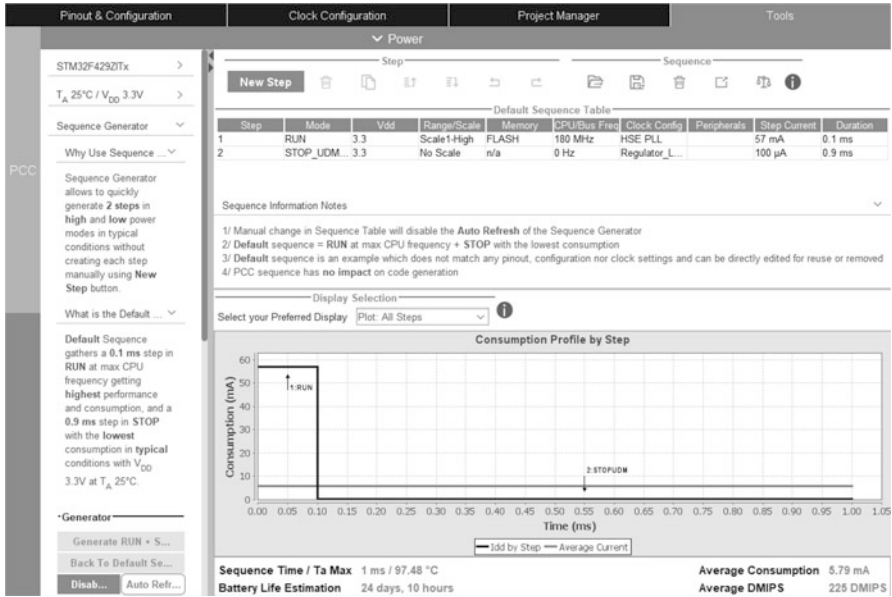 Pinout & Configuration
Clock Configuration
Project Manager
Tools
Power
PCC
STM32F429ZITx
TA 25°C / VDD 3.3V
Sequence Generator
Why Use Sequence ...
Sequence Generator
allows to quickly
generate 2 steps in
high and low power
modes in typical
conditions without
creating each step
manually using New
Step button.
What is the Default ...
Default Sequence
gathers a 0.1 ms step in
RUN at max CPU
frequency getting
highest performance
and consumption, and a
0.9 ms step in STOP
with the lowest
consumption in typical
conditions with VDD
3.3V at TA 25°C.
Generator
Generate RUN + S...
Back To Default Se...
Disab... Auto Refr...
Step
Sequence
New Step
Default Sequence Table
Step Mode Vdd Range/Scale Memory CPU/Bus Freq Clock Config Peripherals Step Current Duration
1 RUN 3.3 Scale1-High FLASH 180 MHz HSE PLL 57 mA 0.1 ms
2 STOP_UDM... 3.3 No Scale n/a 0 Hz Regulator_L... 100 µA 0.9 ms
Sequence Information Notes
1/ Manual change in Sequence Table will disable the Auto Refresh of the Sequence Generator
2/ Default sequence = RUN at max CPU frequency + STOP with the lowest consumption
3/ Default sequence is an example which does not match any pinout, configuration nor clock settings and can be directly edited for reuse or removed
4/ PCC sequence has no impact on code generation
Display Selection
Select your Preferred Display Plot: All Steps
Consumption Profile by Step
Consumption (mA)
60
50
40
30
20
10
0
1:RUN
2:STOPUDM
0.00 0.05 0.10 0.15 0.20 0.25 0.30 0.35 0.40 0.45 0.50 0.55 0.60 0.65 0.70 0.75 0.80 0.85 0.90 0.95 1.00 1.05
Time (ms)
Idd by Step Average Current
Sequence Time / Ta Max 1 ms / 97.48 °C
Average Consumption 5.79 mA
Battery Life Estimation 24 days, 10 hours
Average DMIPS 225 DMIPS